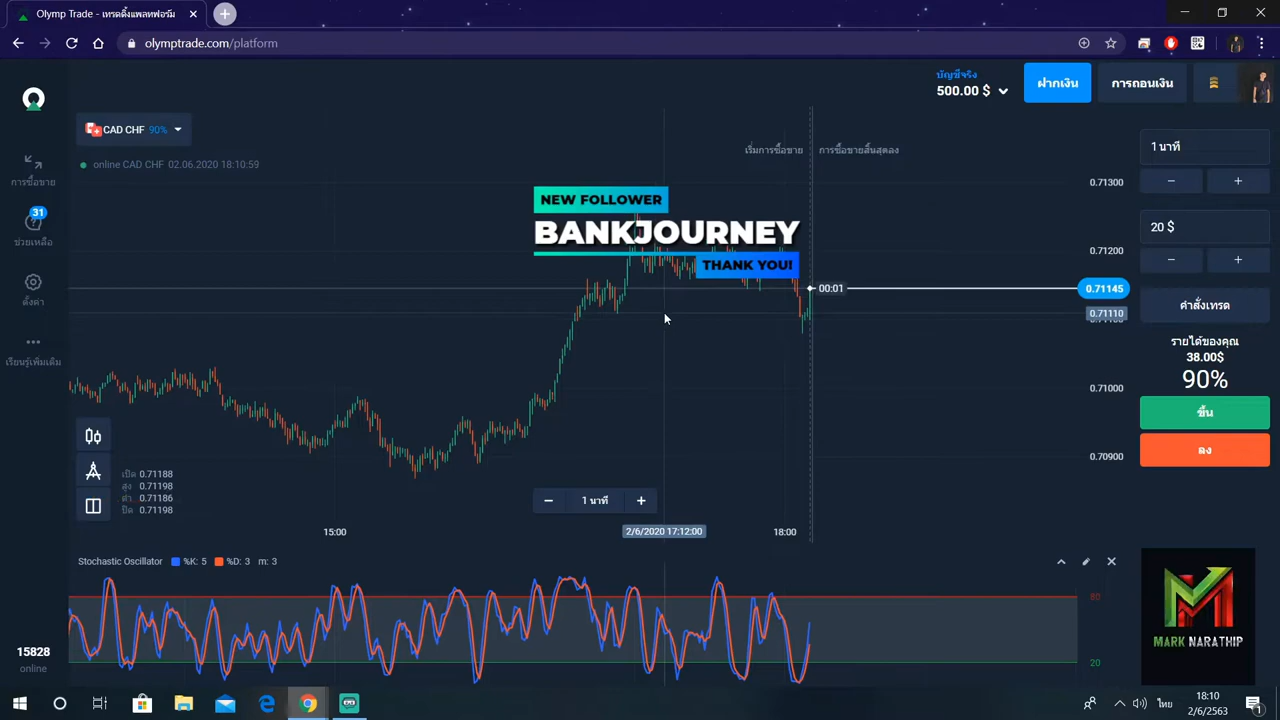 Olymp Trade - เทรดดิ้งแพลทฟอร์ม
olymptrade.com/platform
บัญชีจริง
500.00 $
ฝากเงิน
การถอนเงิน
CAD CHF 90%
1 นาที
เริ่มการซื้อขาย
การซื้อขายสิ้นสุดลง
online CAD CHF 02.06.2020 18:10:59
การซื้อขาย
0.71300
NEW FOLLOWER
BANKJOURNEY
THANK YOU!
31
ช่วยเหลือ
20 $
0.71200
00:01
0.71145
ตั้งค่า
คำสั่งเทรด
0.71110
รายได้ของคุณ
38.00$
90%
เรียนรู้เพิ่มเติม
0.71000
ขึ้น
ลง
0.70900
เปิด 0.71188
สูง 0.71198
ต่ำ 0.71186
ปิด 0.71198
1 นาที
15:00
2/6/2020 17:12:00
18:00
Stochastic Oscillator %K: 5 %D: 3 m: 3
80
20
MARK NARATHIP
15828
online
ไทย
18:10
2/6/2563
1